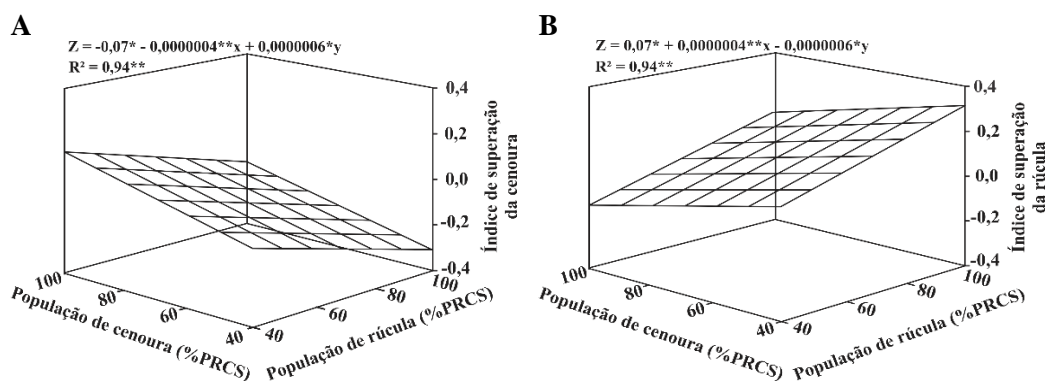 A
Z = -0,07* - 0,0000004**x + 0,0000006*y
R² = 0,94**
0,4
0,2
0,0
-0,2
-0,4
Índice de superação
da cenoura
100
80
60
40
População de cenoura (%PRCS)
40
60
80
100
População de rúcula (%PRCS)
B
Z = 0,07* + 0,0000004**x - 0,0000006*y
R² = 0,94**
0,4
0,2
0,0
-0,2
-0,4
Índice de superação
da rúcula
100
80
60
40
População de cenoura (%PRCS)
40
60
80
100
População de rúcula (%PRCS)